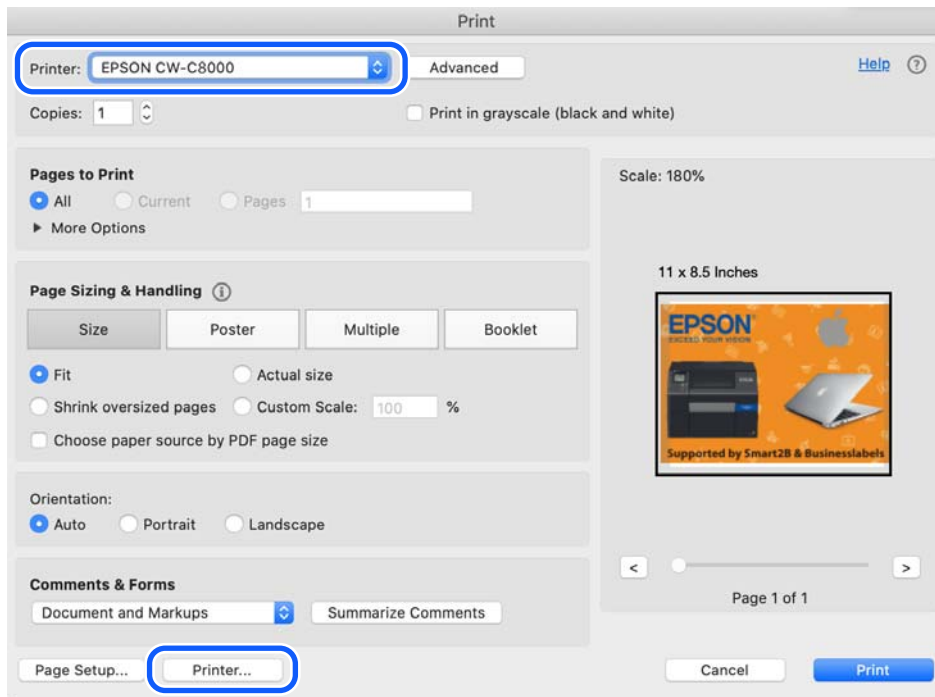 Print
Printer: EPSON CW-C8000 Advanced Help ?
Copies: 1 Print in grayscale (black and white)
Pages to Print
All Current Pages 1
More Options
Scale: 180%
11 x 8.5 Inches
Page Sizing & Handling i
Size Poster Multiple Booklet
Fit Actual size
Shrink oversized pages Custom Scale: 100 %
Choose paper source by PDF page size
EPSON
EXCEED YOUR VISION
Supported by Smart2B & Businesslabels
Orientation:
Auto Portrait Landscape
< >
Page 1 of 1
Comments & Forms
Document and Markups Summarize Comments
Page Setup... Printer... Cancel Print